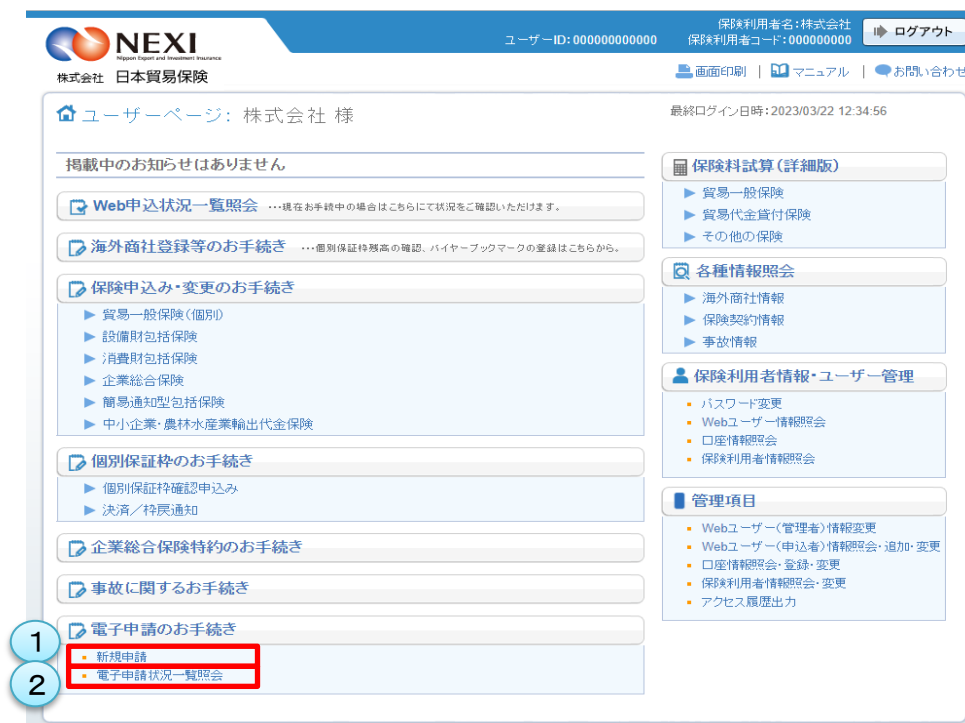 NEXI
Nippon Export and Investment Insurance
株式会社 日本貿易保険
ユーザーID:000000000000
保険利用者名:株式会社
保険利用者コード:000000000
ログアウト
画面印刷 | マニュアル | お問い合わせ
ユーザーページ: 株式会社 様
最終ログイン日時:2023/03/22 12:34:56
掲載中のお知らせはありません
Web申込状況一覧照会 …現在お手続中の場合はこちらにて状況をご確認いただけます。
海外商社登録等のお手続き …個別保証枠残高の確認、バイヤーブックマークの登録はこちらから。
保険申込み・変更のお手続き
貿易一般保険(個別)
設備財包括保険
消費財包括保険
企業総合保険
簡易通知型包括保険
中小企業・農林水産業輸出代金保険
個別保証枠のお手続き
個別保証枠確認申込み
決済/枠戻通知
企業総合保険特約のお手続き
事故に関するお手続き
電子申請のお手続き
1
新規申請
2
電子申請状況一覧照会
保険料試算(詳細版)
貿易一般保険
貿易代金貸付保険
その他の保険
各種情報照会
海外商社情報
保険契約情報
事故情報
保険利用者情報・ユーザー管理
パスワード変更
Webユーザー情報照会
口座情報照会
保険利用者情報照会
管理項目
Webユーザー(管理者)情報変更
Webユーザー(申込者)情報照会・追加・変更
口座情報照会・登録・変更
保険利用者情報照会・変更
アクセス履歴出力